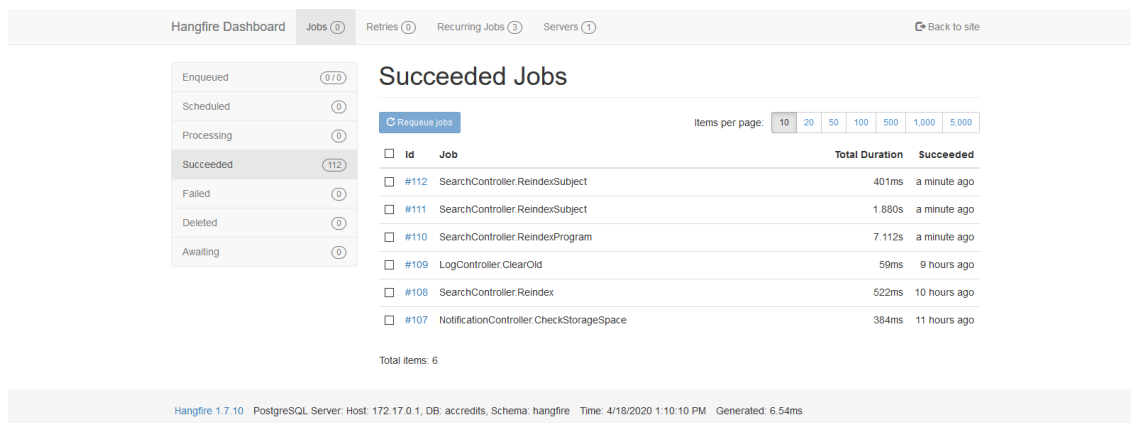 Hangfire Dashboard Jobs 0 Retries 0 Recurring Jobs 3 Servers 1 Back to site
Enqueued 0 / 0
Scheduled 0
Processing 0
Succeeded 112
Failed 0
Deleted 0
Awaiting 0
Succeeded Jobs
Requeue jobs Items per page: 10 20 50 100 500 1,000 5,000
Id Job Total Duration Succeeded
#112 SearchController.ReindexSubject 401ms a minute ago
#111 SearchController.ReindexSubject 1.880s a minute ago
#110 SearchController.ReindexProgram 7.112s a minute ago
#109 LogController.ClearOld 59ms 9 hours ago
#108 SearchController.Reindex 522ms 10 hours ago
#107 NotificationController.CheckStorageSpace 384ms 11 hours ago
Total items: 6
Hangfire 1.7.10 PostgreSQL Server: Host: 172.17.0.1, DB: accredits, Schema: hangfire Time: 4/18/2020 1:10:10 PM Generated: 6.54ms